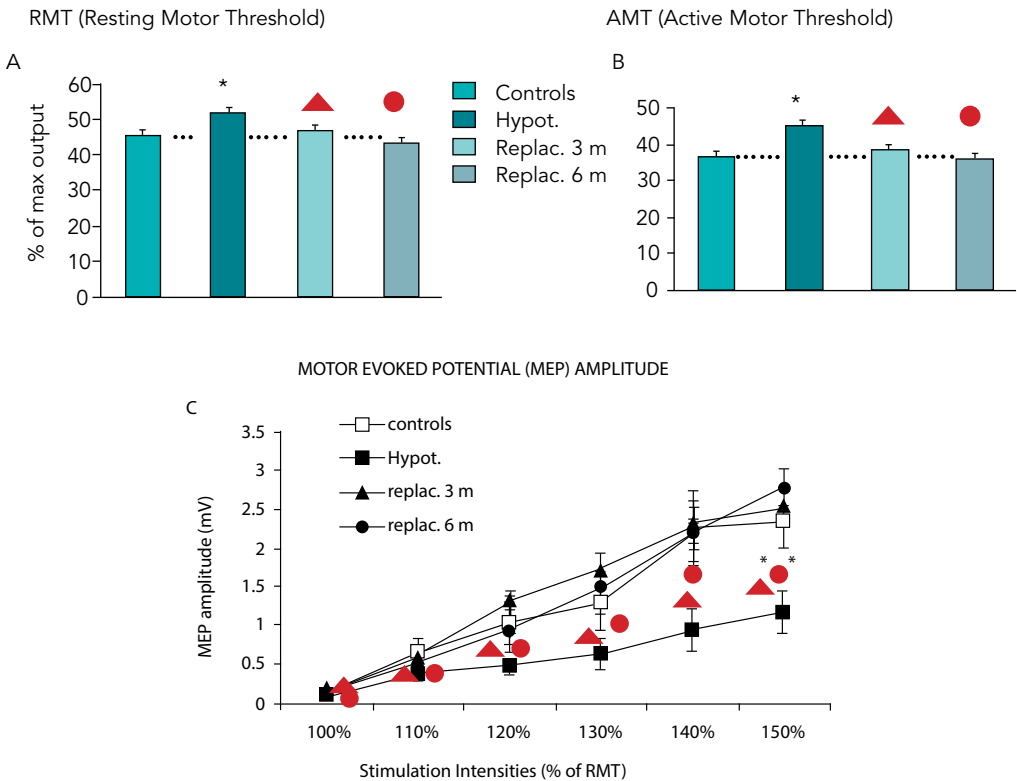 RMT (Resting Motor Threshold)
AMT (Active Motor Threshold)
A
% of max output
60
50
40
30
20
10
0
*
Controls
Hypot.
Replac. 3 m
Replac. 6 m
B
50
40
30
20
10
0
*
MOTOR EVOKED POTENTIAL (MEP) AMPLITUDE
C
controls
Hypot.
replac. 3 m
replac. 6 m
MEP amplitude (mV)
3.5
3
2.5
2
1.5
1
0.5
0
* *
100% 110% 120% 130% 140% 150%
Stimulation Intensities (% of RMT)